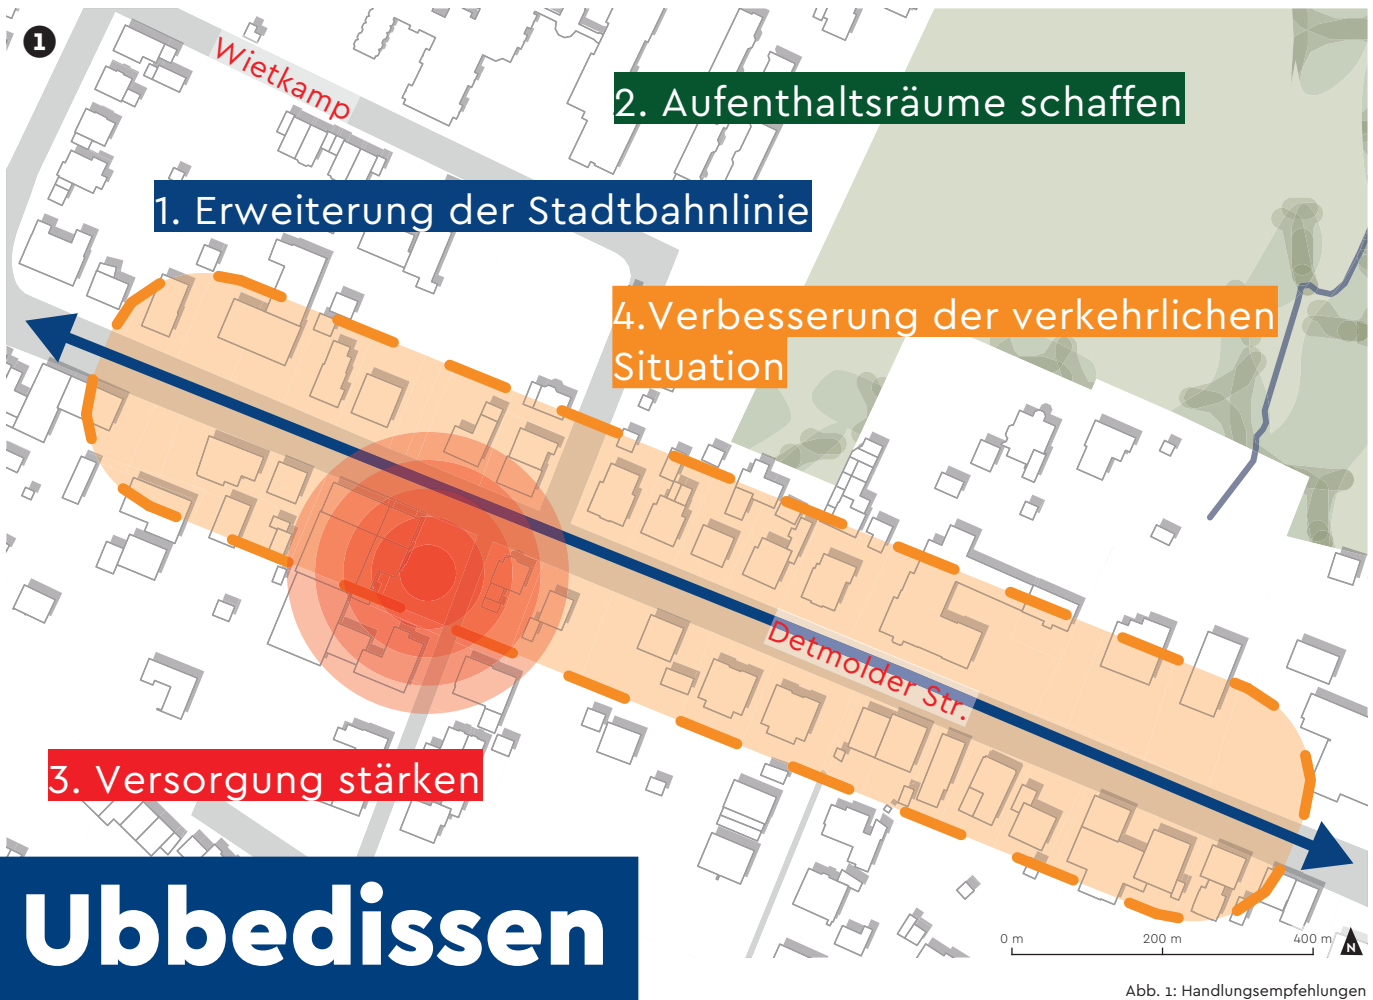 1
Wietkamp
2. Aufenthaltsräume schaffen
1. Erweiterung der Stadtbahnlinie
4.Verbesserung der verkehrlichen
Situation
Detmolder Str.
3. Versorgung stärken
Ubbedissen
0 m 200 m 400 m
N
Abb. 1: Handlungsempfehlungen